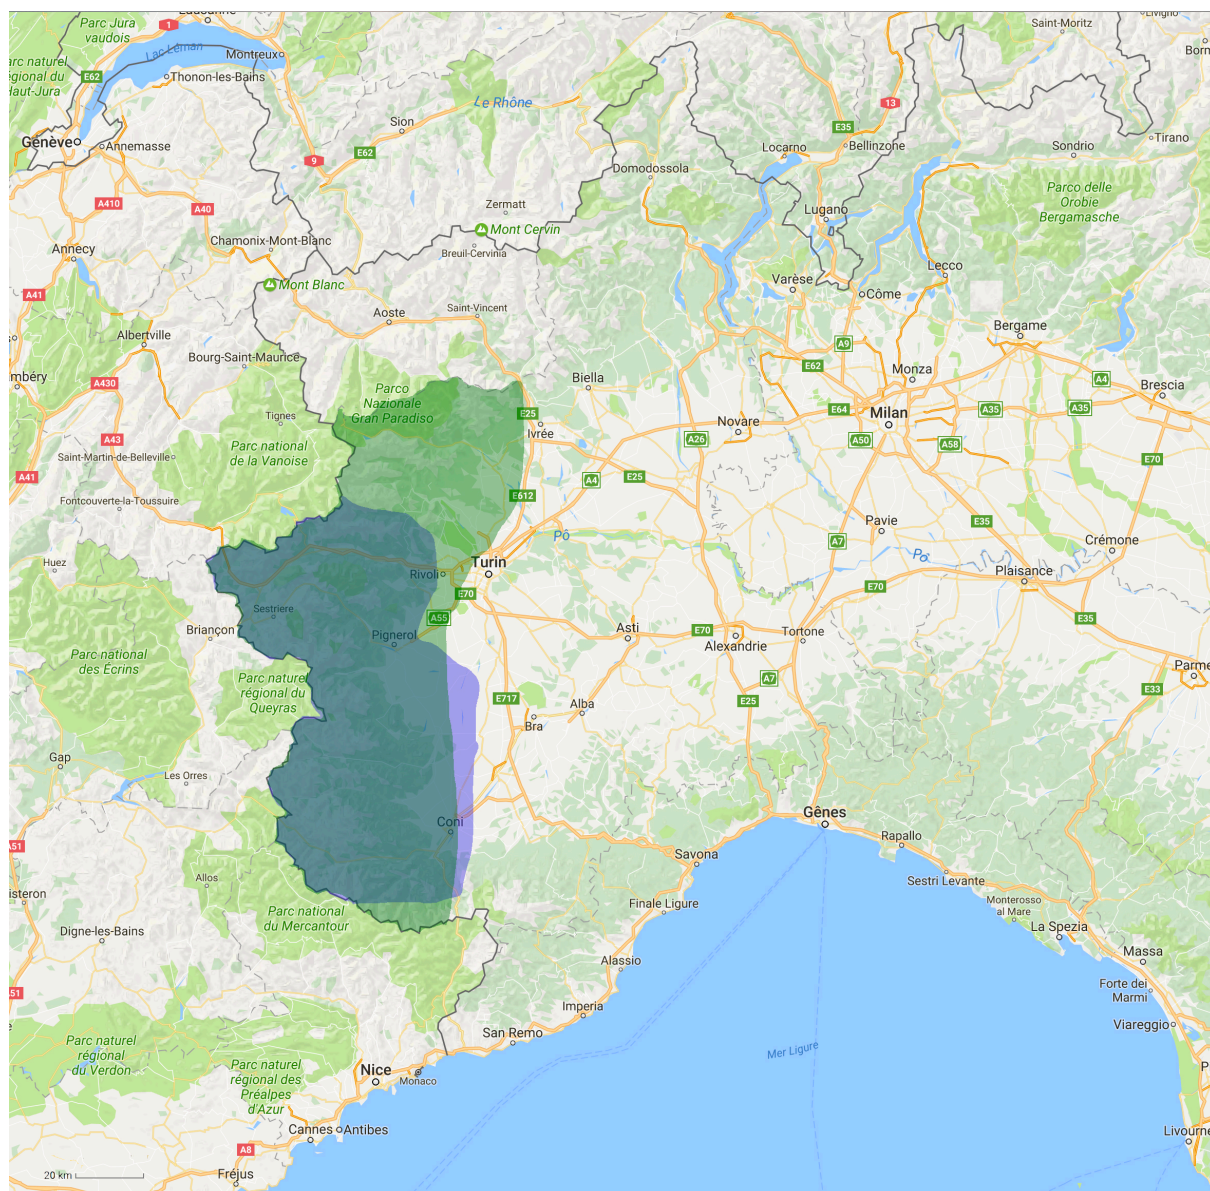 Parc Jura
vaudois
1
Lausanne
Saint-Moritz
Livigno
Lac Léman
Montreux
Born
arc naturel
égional du
Haut-Jura
E62
Thonon-les-Bains
Le Rhône
13
Sion
E35
Genève
Annemasse
E62
9
Locarno
Bellinzone
Sondrio
Tirano
Domodossola
Parco delle
Orobie
Bergamasche
A410
A40
Zermatt
Lugano
Mont Cervin
Chamonix-Mont-Blanc
Annecy
Breuil-Cervinia
Lecco
A41
Mont Blanc
Varèse
Côme
Aoste
Saint-Vincent
Bergame
Albertville
A9
Bourg-Saint-Maurice
E62
Monza
mbéry
A430
Parco
Nazionale
Gran Paradiso
Biella
A4
Brescia
Tignes
E25
E64
Milan
A35
A35
Novare
A43
Ivrée
A26
A50
A58
Parc national
de la Vanoise
Saint-Martin-de-Belleville
E70
A41
A4
E25
Fontcouverte-la-Toussuire
E612
Pavie
E35
Pô
A7
Crémone
Pô
Huez
Turin
Rivoli
Plaisance
E70
E70
Sestriere
A55
E35
Briançon
Pignerol
Asti
E70
Tortone
Alexandrie
Parc national
des Écrins
Parme
Parc naturel
régional du
Queyras
A7
E33
E717
Alba
E25
Bra
Gap
Les Orres
Gênes
Coni
A51
Rapallo
Savona
Allos
Sestri Levante
isteron
Finale Ligure
Monterosso
al Mare
Parc national
du Mercantour
La Spezia
Digne-les-Bains
Massa
Alassio
A51
Forte dei
Marmi
Imperia
Viareggio
San Remo
Parc naturel
régional
du Verdon
Mer Ligure
Parc naturel
régional des
Préalpes
d'Azur
Nice
Monaco
P
Cannes
Antibes
Livourne
A8
20 km
Fréjus